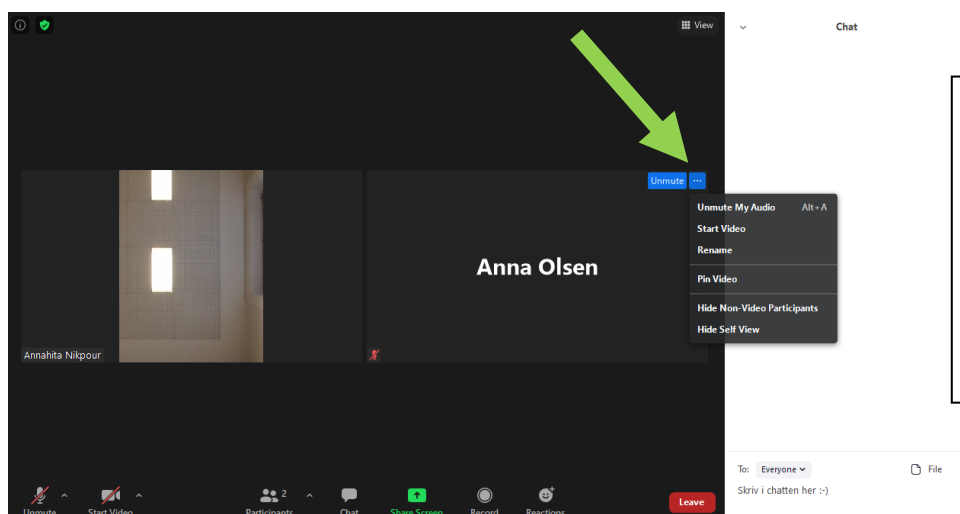 View
Chat
Unmute ...
Unmute My Audio Alt+A
Start Video
Rename
Anna Olsen
Pin Video
Hide Non-Video Participants
Hide Self View
Annahita Nikpour
To: Everyone File
Skriv i chatten her :-)
2
Unmute Start Video Participants Chat Share Screen Record Reactions
Leave